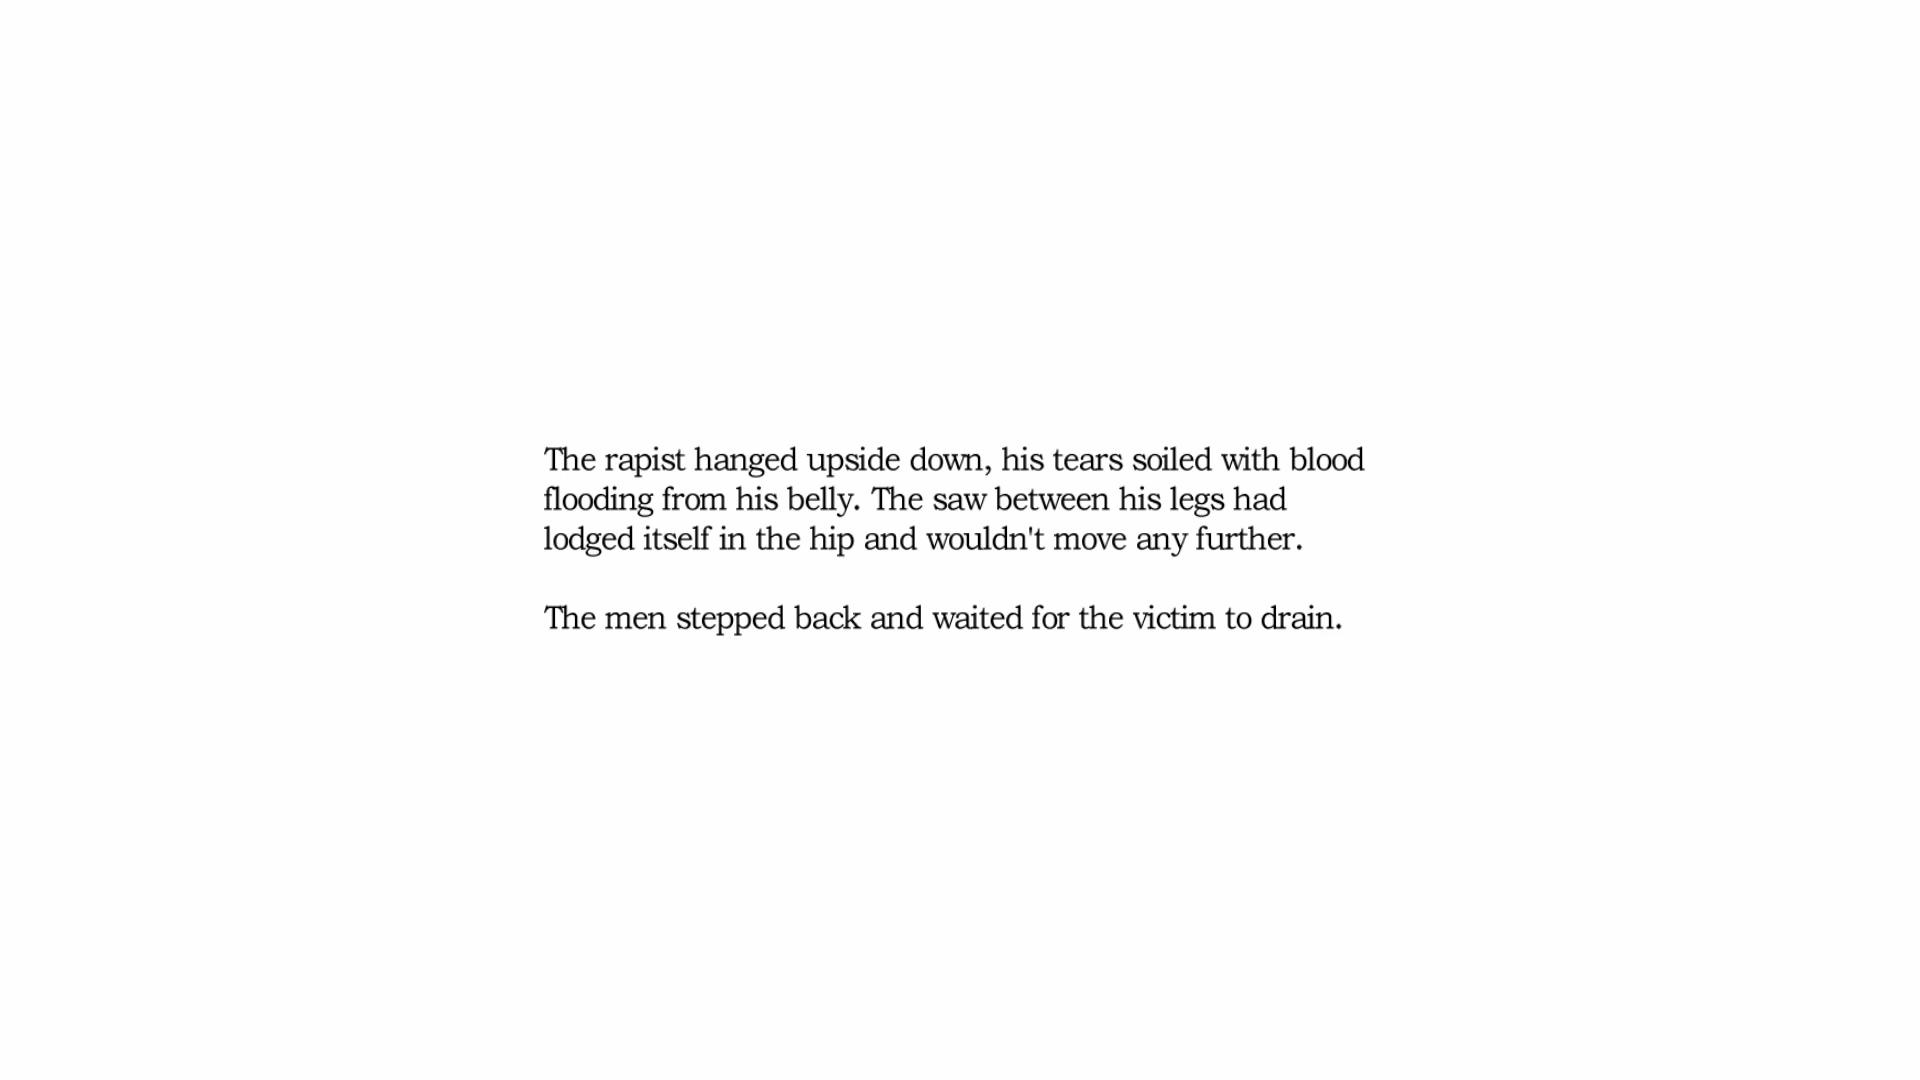 The rapist hanged upside down, his tears soiled with blood
flooding from his belly. The saw between his legs had
lodged itself in the hip and wouldn't move any further.
The men stepped back and waited for the victim to drain.